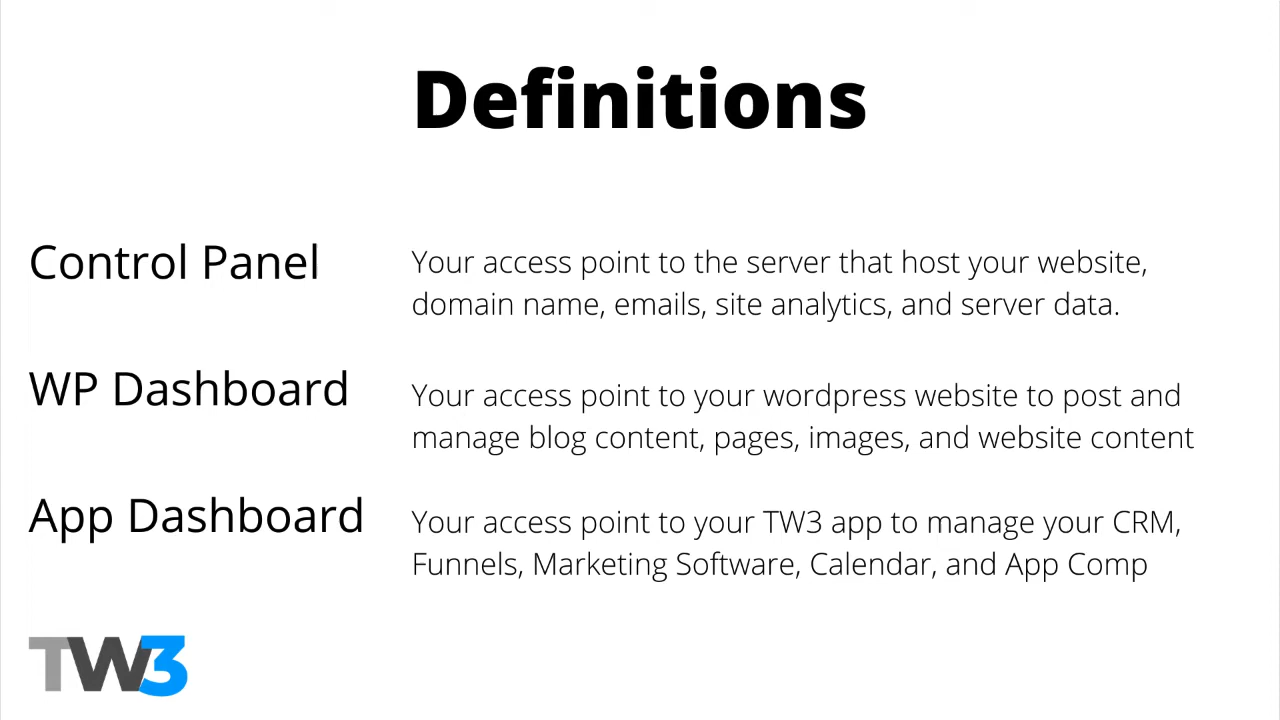 Definitions
Control Panel
Your access point to the server that host your website,
domain name, emails, site analytics, and server data.
WP Dashboard
Your access point to your wordpress website to post and
manage blog content, pages, images, and website content
App Dashboard
Your access point to your TW3 app to manage your CRM,
Funnels, Marketing Software, Calendar, and App Comp
TW3